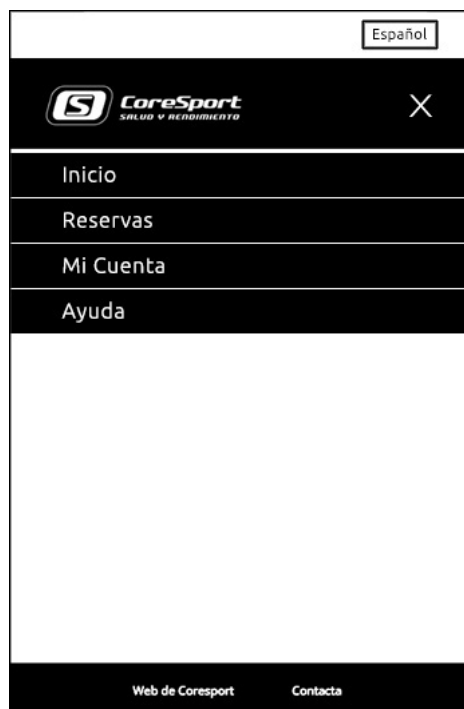 Español
CoreSport
SALUD Y RENDIMIENTO
Inicio
Reservas
Mi Cuenta
Ayuda
Web de Coresport Contacta